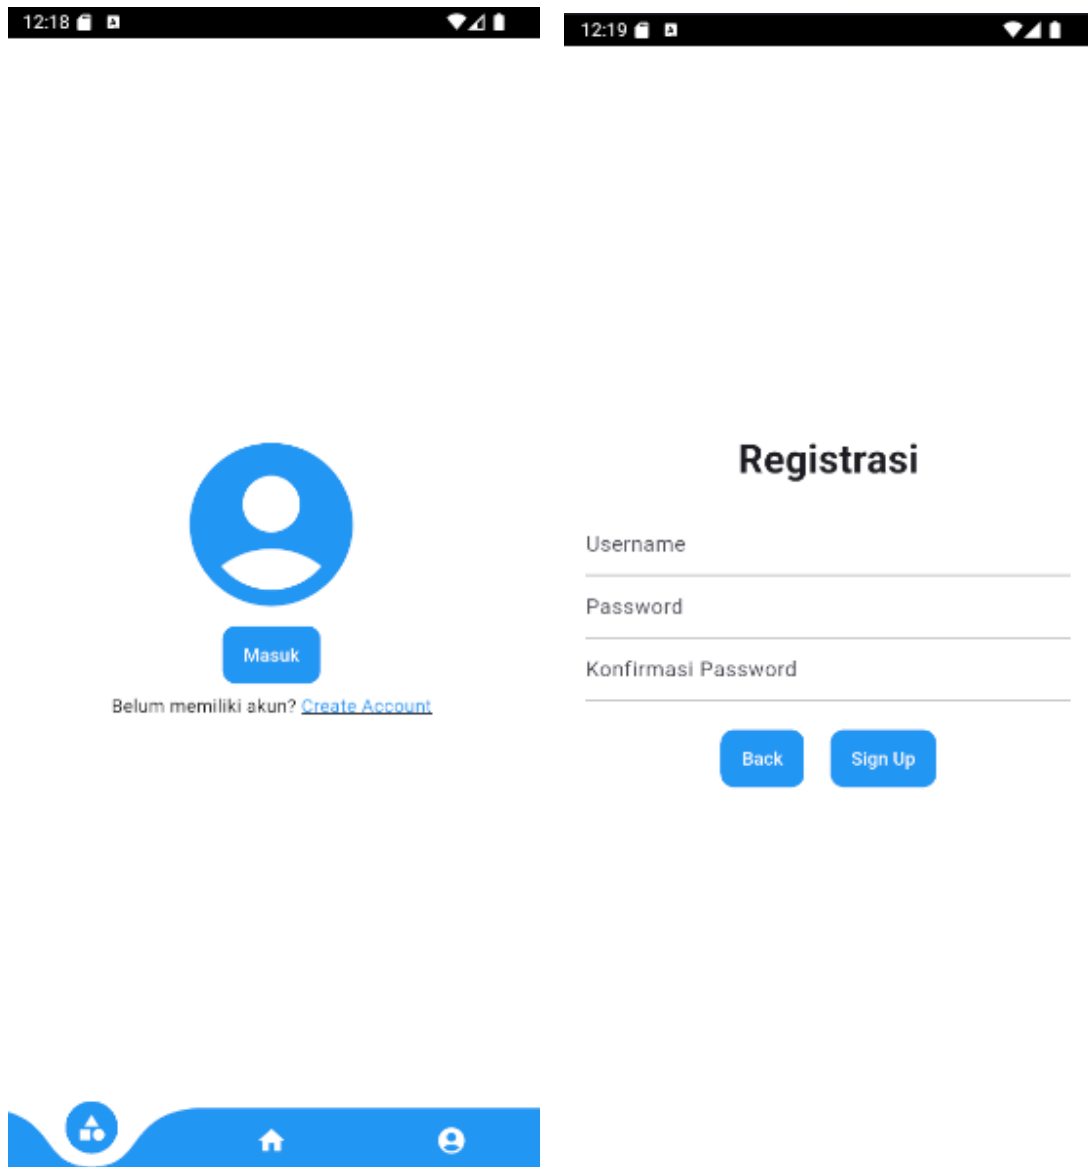 12:18
Masuk
Belum memiliki akun? Create Account
12:19
Registrasi
Username
Password
Konfirmasi Password
Back
Sign Up